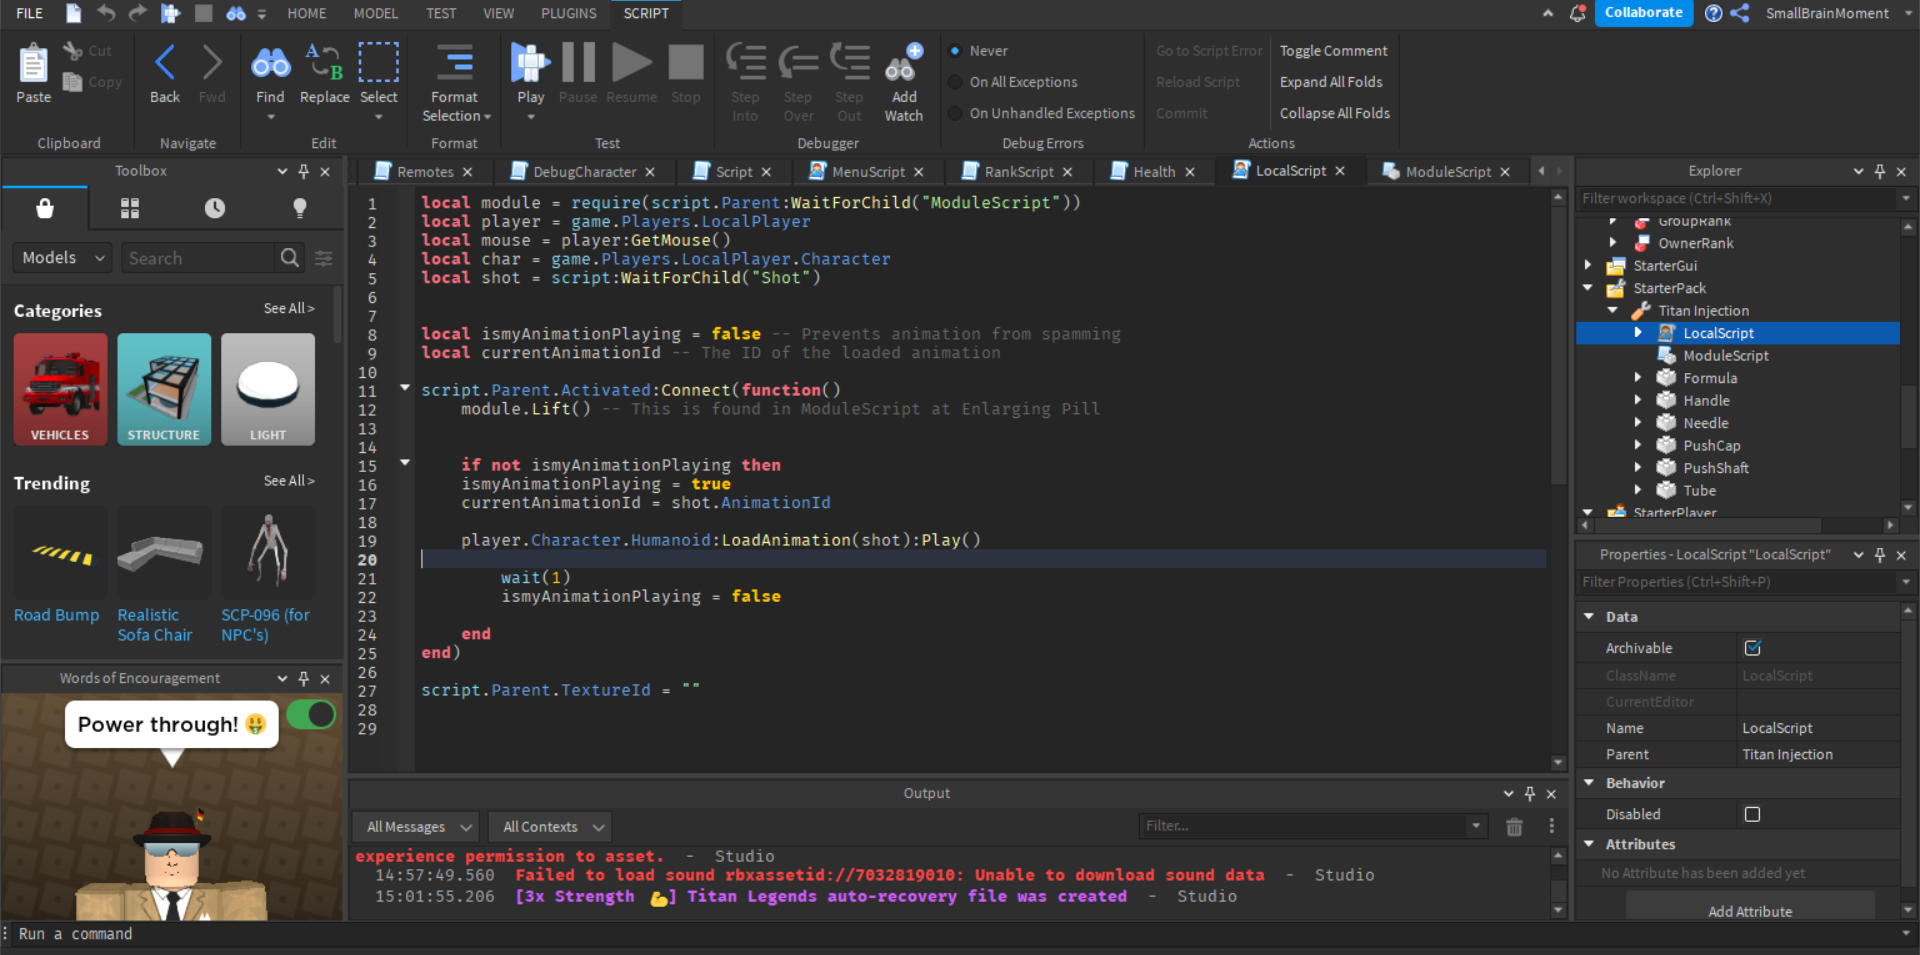 FILE HOME MODEL TEST VIEW PLUGINS SCRIPT Collaborate SmallBrainMoment
Paste Cut Copy Back Fwd Find Replace Select Format Selection Play Pause Resume Stop Step Into Step Over Step Out Add Watch
Never
On All Exceptions
On Unhandled Exceptions
Go to Script Error
Reload Script
Commit
Toggle Comment
Expand All Folds
Collapse All Folds
Clipboard Navigate Edit Format Test Debugger Debug Errors Actions
Toolbox
Models Search
Categories See All >
VEHICLES STRUCTURE LIGHT
Trending See All >
Road Bump
Realistic Sofa Chair
SCP-096 (for NPC's)
Words of Encouragement
Power through! 🤑
Remotes DebugCharacter Script MenuScript RankScript Health LocalScript ModuleScript
1 local module = require(script.Parent:WaitForChild("ModuleScript"))
2 local player = game.Players.LocalPlayer
3 local mouse = player:GetMouse()
4 local char = game.Players.LocalPlayer.Character
5 local shot = script:WaitForChild("Shot")
6
7
8 local ismyAnimationPlaying = false -- Prevents animation from spamming
9 local currentAnimationId -- The ID of the loaded animation
10
11 script.Parent.Activated:Connect(function()
12 module.Lift() -- This is found in ModuleScript at Enlarging Pill
13
14
15 if not ismyAnimationPlaying then
16 ismyAnimationPlaying = true
17 currentAnimationId = shot.AnimationId
18
19 player.Character.Humanoid:LoadAnimation(shot):Play()
20
21 wait(1)
22 ismyAnimationPlaying = false
23
24 end
25 end)
26
27 script.Parent.TextureId = ""
28
29
Output
All Messages All Contexts Filter...
experience permission to asset. - Studio
14:57:49.560 Failed to load sound rbxassetid://7032819010: Unable to download sound data - Studio
15:01:55.206 [3x Strength 💪] Titan Legends auto-recovery file was created - Studio
Run a command
Explorer
Filter workspace (Ctrl+Shift+X)
GroupRank
OwnerRank
StarterGui
StarterPack
Titan Injection
LocalScript
ModuleScript
Formula
Handle
Needle
PushCap
PushShaft
Tube
StarterPlayer
Properties - LocalScript "LocalScript"
Filter Properties (Ctrl+Shift+P)
Data
Archivable
ClassName LocalScript
CurrentEditor
Name LocalScript
Parent Titan Injection
Behavior
Disabled
Attributes
No Attribute has been added yet
Add Attribute